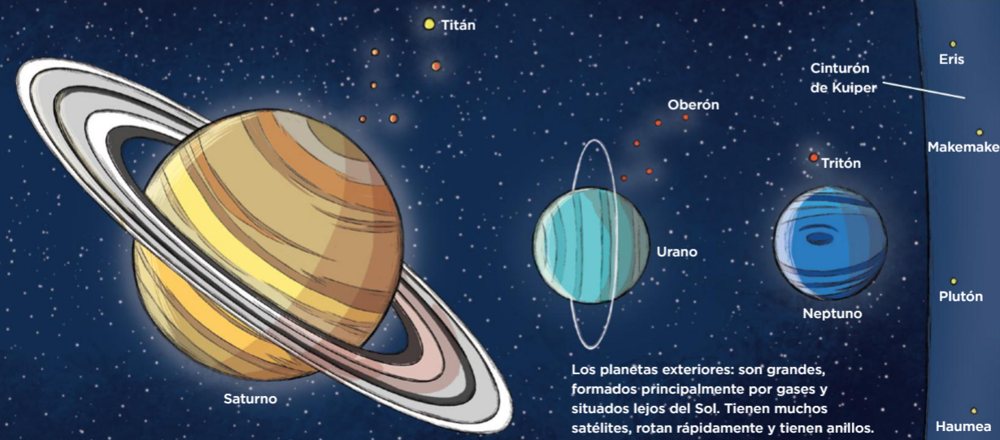 Titán
Eris
Cinturón
de Kuiper
Oberón
Makemake
Tritón
Urano
Plutón
Neptuno
Saturno
Los planetas exteriores: son grandes,
formados principalmente por gases y
situados lejos del Sol. Tienen muchos
satélites, rotan rápidamente y tienen anillos.
Haumea